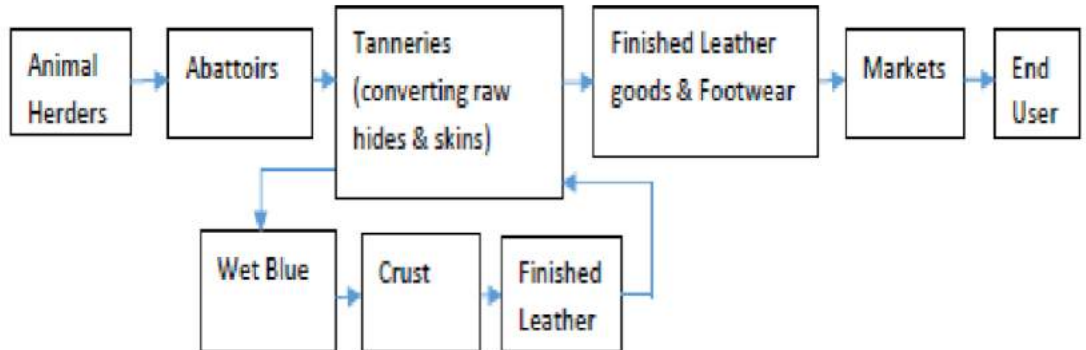 Animal
Herders
Abattoirs
Tanneries
(converting raw
hides & skins)
Finished Leather
goods & Footwear
Markets
End
User
Wet Blue
Crust
Finished
Leather